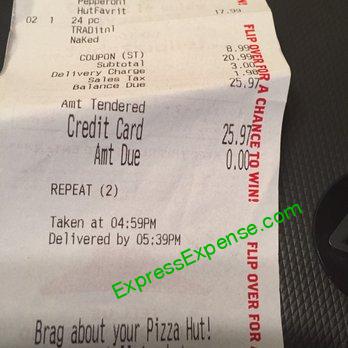 Pepperoni
HutFavrit 17.99
02 1 24 pc
TRADitnl
NaKed
COUPON (ST) 8.99
Subtotal 20.99
Delivery Charge 3.00
Sales Tax 1.98
Balance Due 25.97
Amt Tendered
Credit Card 25.97
Amt Due 0.00
REPEAT (2)
Taken at 04:59PM
Delivered by 05:39PM
Brag about your Pizza Hut!
FLIP OVER FOR A CHANCE TO WIN!
FLIP OVER FOR
ExpressExpense.com